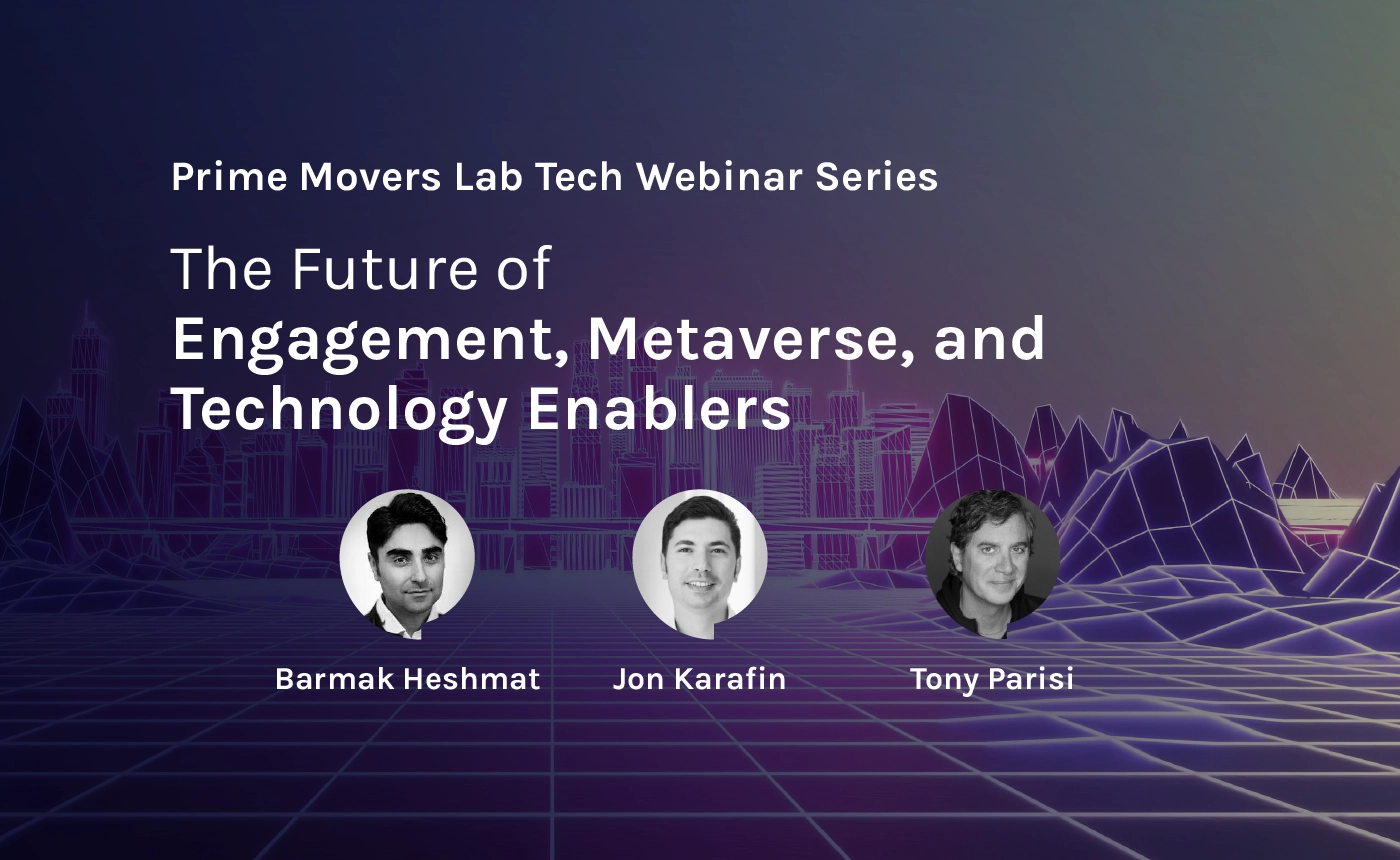 Prime Movers Lab Tech Webinar Series
The Future of
Engagement, Metaverse, and
Technology Enablers
Barmak Heshmat
Jon Karafin
Tony Parisi